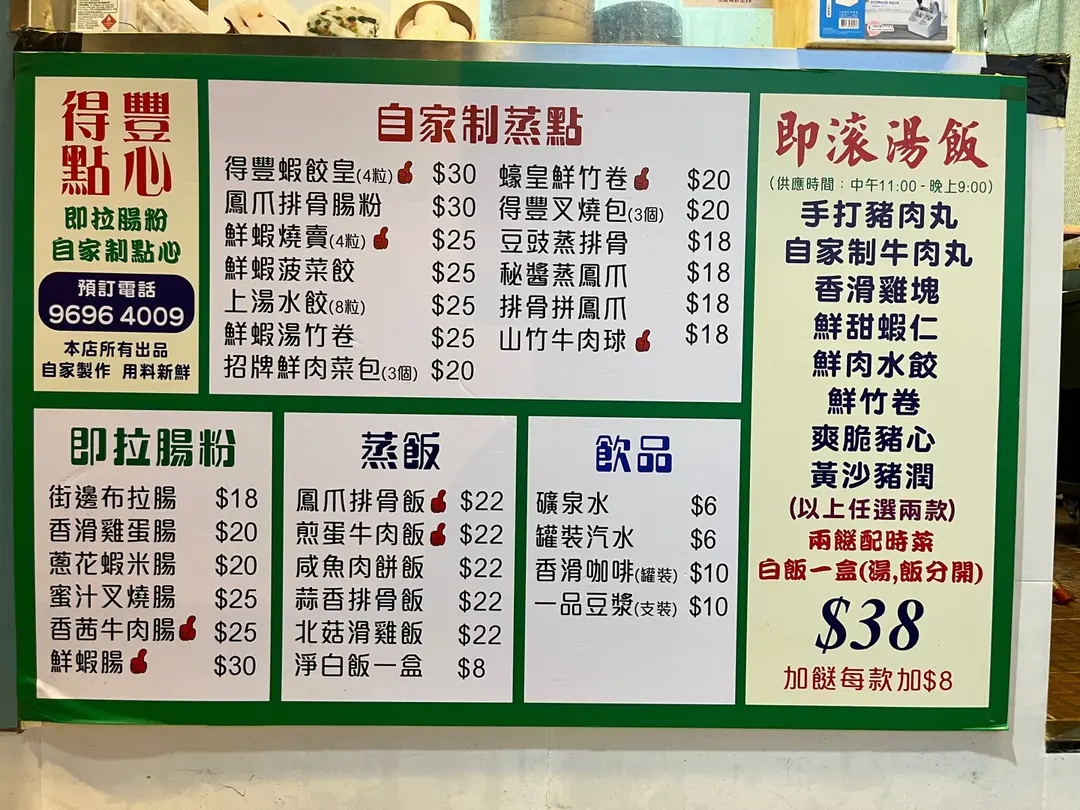 得豐
點心
即拉腸粉
自家制點心
預訂電話
9696 4009
本店所有出品
自家製作 用料新鮮
自家制蒸點
得豐蝦餃皇(4粒) $30
鳳爪排骨腸粉 $30
鮮蝦燒賣(4粒) $25
鮮蝦菠菜餃 $25
上湯水餃(8粒) $25
鮮蝦湯竹卷 $25
招牌鮮肉菜包(3個) $20
蠔皇鮮竹卷 $20
得豐叉燒包(3個) $20
豆豉蒸排骨 $18
秘醬蒸鳳爪 $18
排骨拼鳳爪 $18
山竹牛肉球 $18
即滾湯飯
(供應時間：中午11:00 - 晚上9:00)
手打豬肉丸
自家制牛肉丸
香滑雞塊
鮮甜蝦仁
鮮肉水餃
鮮竹卷
爽脆豬心
黃沙豬潤
(以上任選兩款)
兩餸配時菜
白飯一盒(湯,飯分開)
$38
加餸每款加$8
即拉腸粉
街邊布拉腸 $18
香滑雞蛋腸 $20
蔥花蝦米腸 $20
蜜汁叉燒腸 $25
香茜牛肉腸 $25
鮮蝦腸 $30
蒸飯
鳳爪排骨飯 $22
煎蛋牛肉飯 $22
咸魚肉餅飯 $22
蒜香排骨飯 $22
北菇滑雞飯 $22
淨白飯一盒 $8
飲品
礦泉水 $6
罐裝汽水 $6
香滑咖啡(罐裝) $10
一品豆漿(支裝) $10